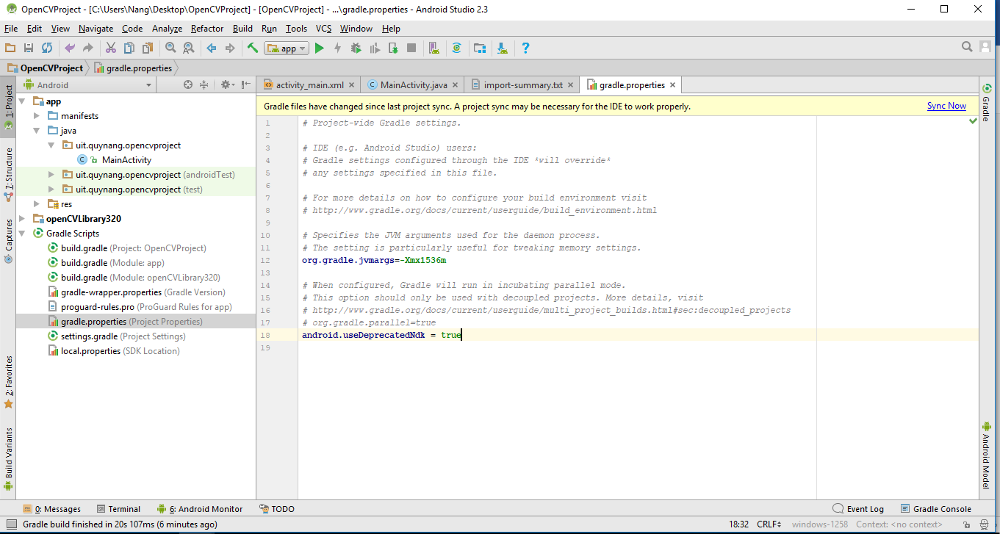 OpenCVProject - [C:\Users\Nang\Desktop\OpenCVProject] - [OpenCVProject] - ...\gradle.properties - Android Studio 2.3
File Edit View Navigate Code Analyze Refactor Build Run Tools VCS Window Help
app
OpenCVProject gradle.properties
1: Project
7: Structure
Captures
2: Favorites
Build Variants
Android
app
manifests
java
uit.quynang.opencvproject
MainActivity
uit.quynang.opencvproject (androidTest)
uit.quynang.opencvproject (test)
res
openCVLibrary320
Gradle Scripts
build.gradle (Project: OpenCVProject)
build.gradle (Module: app)
build.gradle (Module: openCVLibrary320)
gradle-wrapper.properties (Gradle Version)
proguard-rules.pro (ProGuard Rules for app)
gradle.properties (Project Properties)
settings.gradle (Project Settings)
local.properties (SDK Location)
activity_main.xml MainActivity.java import-summary.txt gradle.properties
Gradle files have changed since last project sync. A project sync may be necessary for the IDE to work properly. Sync Now
1 # Project-wide Gradle settings.
2
3 # IDE (e.g. Android Studio) users:
4 # Gradle settings configured through the IDE *will override*
5 # any settings specified in this file.
6
7 # For more details on how to configure your build environment visit
8 # http://www.gradle.org/docs/current/userguide/build_environment.html
9
10 # Specifies the JVM arguments used for the daemon process.
11 # The setting is particularly useful for tweaking memory settings.
12 org.gradle.jvmargs=-Xmx1536m
13
14 # When configured, Gradle will run in incubating parallel mode.
15 # This option should only be used with decoupled projects. More details, visit
16 # http://www.gradle.org/docs/current/userguide/multi_project_builds.html#sec:decoupled_projects
17 # org.gradle.parallel=true
18 android.useDeprecatedNdk = true
19
Gradle
Android Model
0: Messages Terminal 6: Android Monitor TODO Event Log Gradle Console
Gradle build finished in 20s 107ms (6 minutes ago) 18:32 CRLF windows-1258 Context: <no context>